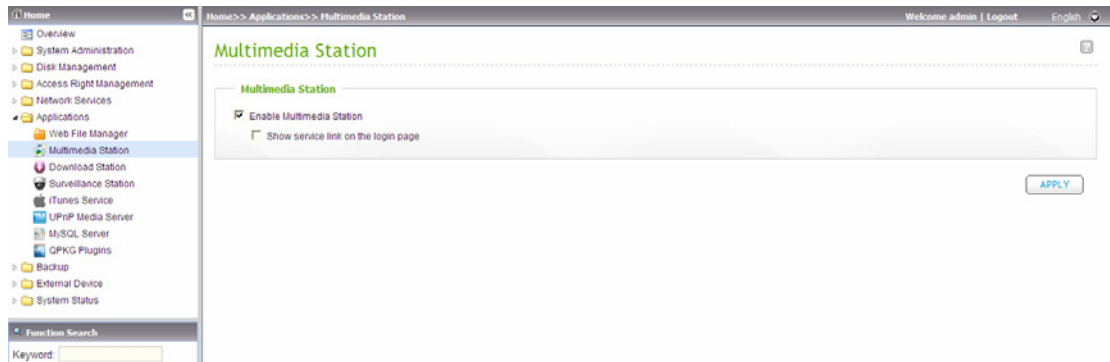 Home
Overview
System Administration
Disk Management
Access Right Management
Network Services
Applications
Web File Manager
Multimedia Station
Download Station
Surveillance Station
iTunes Service
UPnP Media Server
MySQL Server
QPKG Plugins
Backup
External Device
System Status
Function Search
Keyword:
Home>> Applications>> Multimedia Station
Welcome admin | Logout
English
Multimedia Station
Multimedia Station
Enable Multimedia Station
Show service link on the login page
APPLY